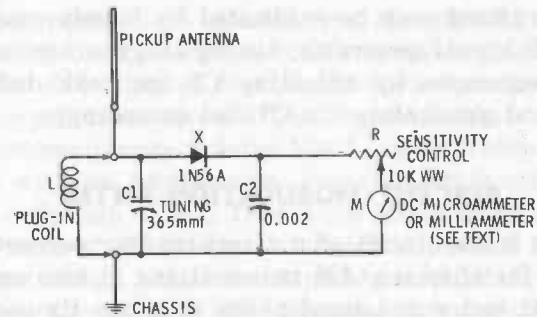 PICKUP ANTENNA
X
1N56A
R
SENSITIVITY
CONTROL
10K WW
L
PLUG-IN
COIL
C1
TUNING
365mmf
C2
0.002
M
DC MICROAMMETER
OR MILLIAMMETER
(SEE TEXT)
CHASSIS